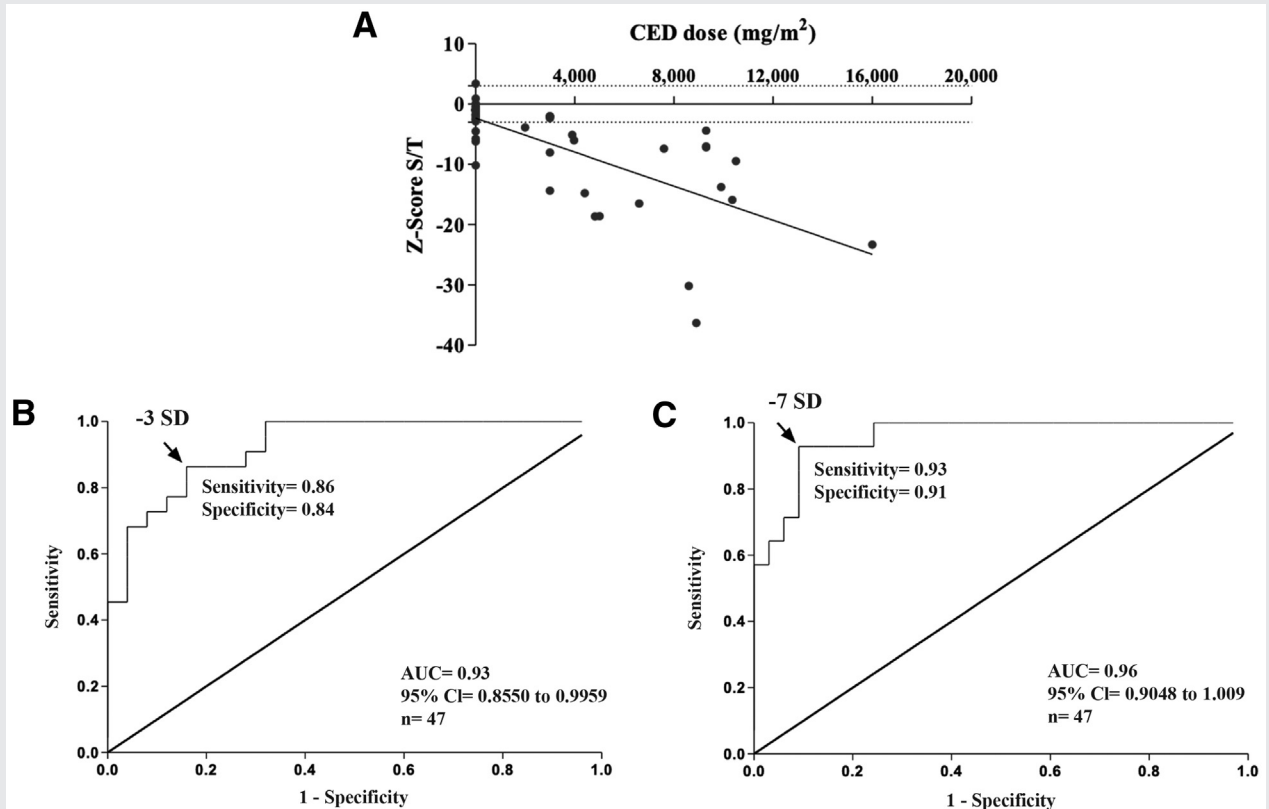 A
CED dose (mg/m²)
10
4,000 8,000 12,000 16,000 20,000
0
-10
-20
-30
-40
Z-Score S/T
B
-3 SD
1.0
0.8
0.6
0.4
0.2
0.0
Sensitivity
Sensitivity= 0.86
Specificity= 0.84
AUC= 0.93
95% CI= 0.8550 to 0.9959
n= 47
0.0 0.2 0.4 0.6 0.8 1.0
1 - Specificity
C
-7 SD
1.0
0.8
0.6
0.4
0.2
0.0
Sensitivity
Sensitivity= 0.93
Specificity= 0.91
AUC= 0.96
95% CI= 0.9048 to 1.009
n= 47
0.0 0.2 0.4 0.6 0.8 1.0
1 - Specificity